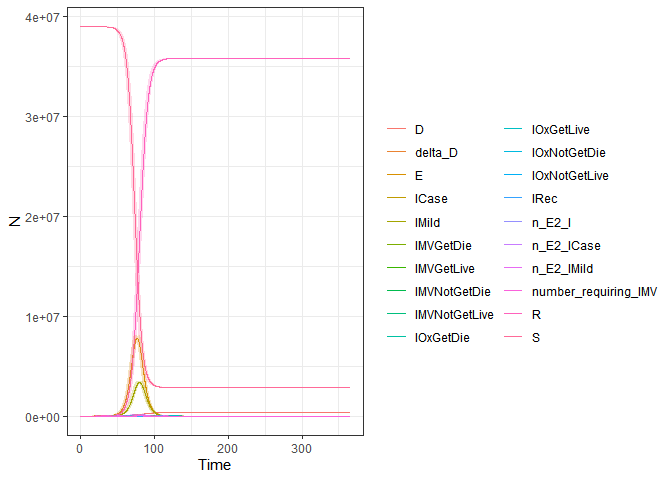 4e+07
3e+07
2e+07
1e+07
0e+00
N
0
100
200
300
Time
D
delta_D
E
ICase
IMild
IMVGetDie
IMVGetLive
IMVNotGetDie
IMVNotGetLive
IOxGetDie
IOxGetLive
IOxNotGetDie
IOxNotGetLive
IRec
n_E2_I
n_E2_ICase
n_E2_IMild
number_requiring_IMV
R
S